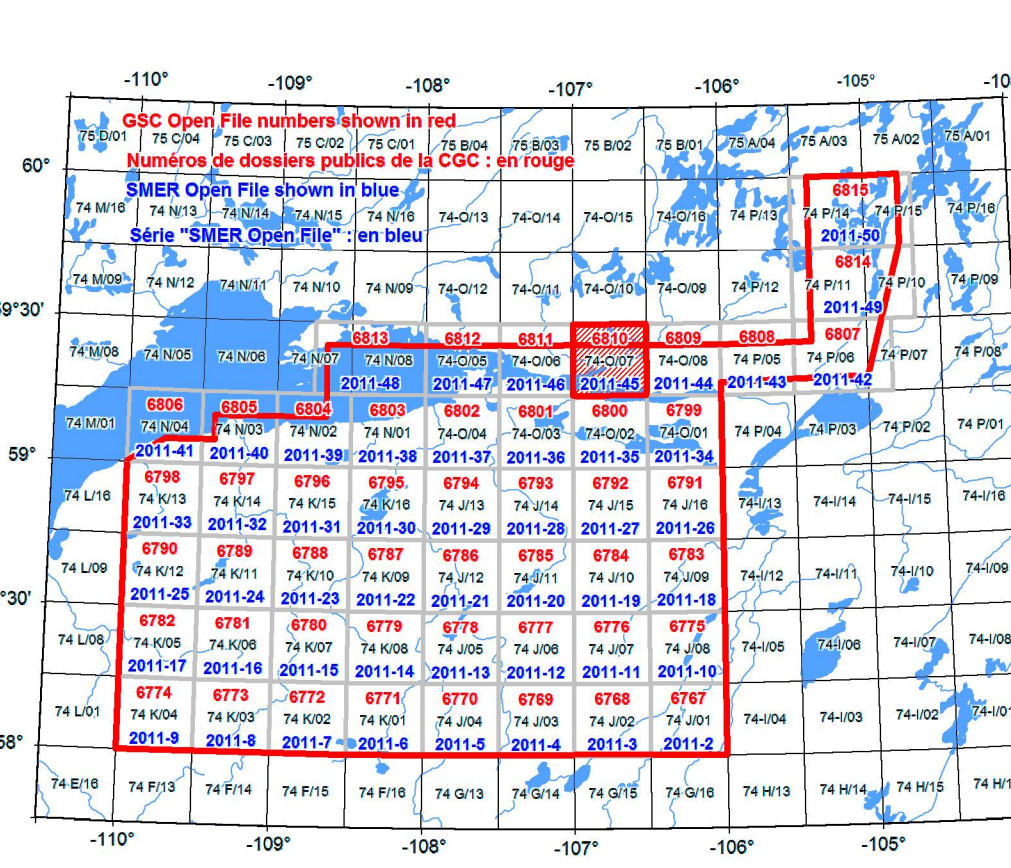 -110° -109° -108° -107° -106° -105° -10
GSC Open File numbers shown in red
75 D/01 75 C/04 75 C/03 75 C/02 75 C/01 75 B/04 75 B/03 75 B/02 75 B/01 75 A/04 75 A/03 75 A/02 75 A/01
60°
Numéros de dossiers publics de la CGC : en rouge
SMER Open File shown in blue
6815
74 M/16 74 N/13 74 N/14 74 N/15 74 N/16 74-O/13 74-O/14 74-O/15 74-O/16 74 P/13 74 P/14 74 P/15 74 P/16
Série "SMER Open File" : en bleu
2011-50
6814
74 M/09 74 N/12 74 N/11 74 N/10 74 N/09 74-O/12 74-O/11 74-O/10 74-O/09 74 P/12 74 P/11 74 P/10 74 P/09
59°30'
2011-49
6813 6812 6811 6810 6809 6808 6807
74 M/08 74 N/05 74 N/06 74 N/07 74 N/08 74-O/05 74-O/06 74-O/07 74-O/08 74 P/05 74 P/06 74 P/07 74 P/08
2011-48 2011-47 2011-46 2011-45 2011-44 2011-43 2011-42
6806 6805 6804 6803 6802 6801 6800 6799
74 M/01 74 N/04 74 N/03 74 N/02 74 N/01 74-O/04 74-O/03 74-O/02 74-O/01 74 P/04 74 P/03 74 P/02 74 P/01
59°
2011-41 2011-40 2011-39 2011-38 2011-37 2011-36 2011-35 2011-34
6798 6797 6796 6795 6794 6793 6792 6791
74 L/16 74 K/13 74 K/14 74 K/15 74 K/16 74 J/13 74 J/14 74 J/15 74 J/16 74-I/13 74-I/14 74-I/15 74-I/16
2011-33 2011-32 2011-31 2011-30 2011-29 2011-28 2011-27 2011-26
6790 6789 6788 6787 6786 6785 6784 6783
74 L/09 74 K/12 74 K/11 74 K/10 74 K/09 74 J/12 74 J/11 74 J/10 74 J/09 74-I/12 74-I/11 74-I/10 74-I/09
°30'
2011-25 2011-24 2011-23 2011-22 2011-21 2011-20 2011-19 2011-18
6782 6781 6780 6779 6778 6777 6776 6775
74 L/08 74 K/05 74 K/06 74 K/07 74 K/08 74 J/05 74 J/06 74 J/07 74 J/08 74-I/05 74-I/06 74-I/07 74-I/08
2011-17 2011-16 2011-15 2011-14 2011-13 2011-12 2011-11 2011-10
6774 6773 6772 6771 6770 6769 6768 6767
74 L/01 74 K/04 74 K/03 74 K/02 74 K/01 74 J/04 74 J/03 74 J/02 74 J/01 74-I/04 74-I/03 74-I/02 74-I/01
58°
2011-9 2011-8 2011-7 2011-6 2011-5 2011-4 2011-3 2011-2
74 E/16 74 F/13 74 F/14 74 F/15 74 F/16 74 G/13 74 G/14 74 G/15 74 G/16 74 H/13 74 H/14 74 H/15 74 H/1
-110° -109° -108° -107° -106° -105°